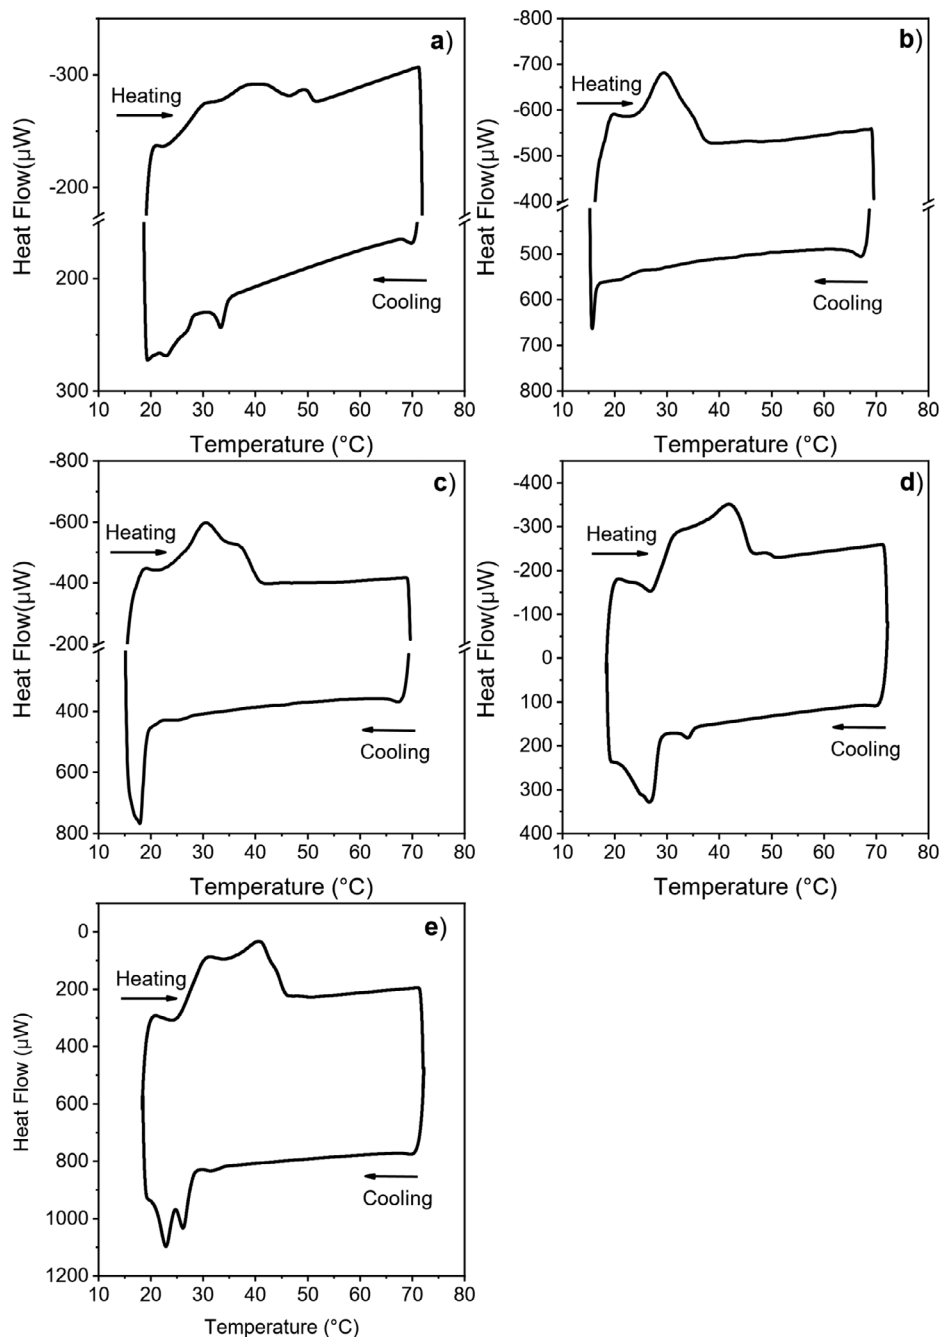 a)
Heating
Cooling
-300
-200
200
300
10 20 30 40 50 60 70 80
Heat Flow(µW)
Temperature (°C)
b)
Heating
Cooling
-800
-700
-600
-500
-400
500
600
700
800
10 20 30 40 50 60 70 80
Heat Flow(µW)
Temperature (°C)
c)
Heating
Cooling
-800
-600
-400
-200
400
600
800
10 20 30 40 50 60 70 80
Heat Flow(µW)
Temperature (°C)
d)
Heating
Cooling
-400
-300
-200
-100
0
100
200
300
400
10 20 30 40 50 60 70 80
Heat Flow(µW)
Temperature (°C)
e)
Heating
Cooling
0
200
400
600
800
1000
1200
10 20 30 40 50 60 70 80
Heat Flow (µW)
Temperature (°C)